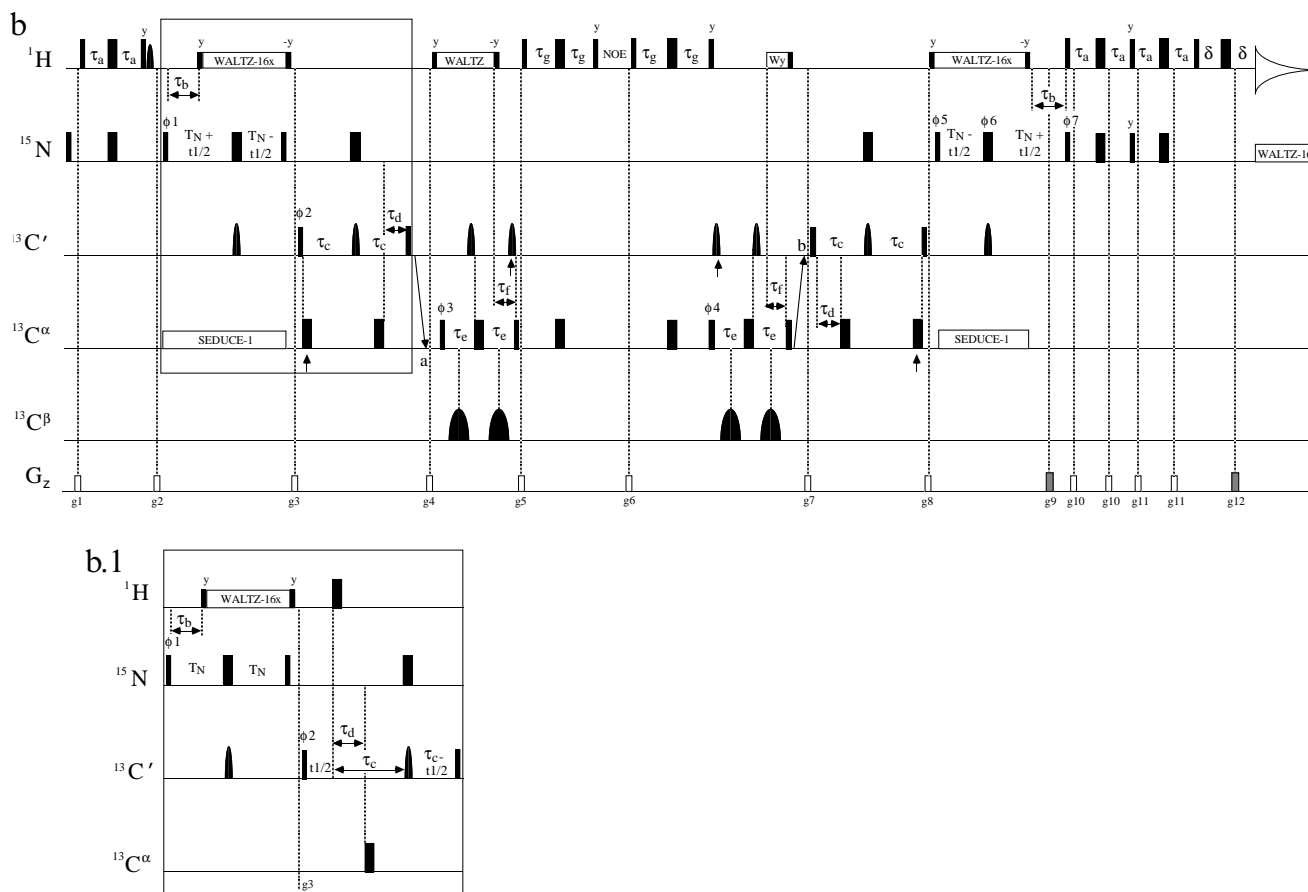 b
y y -y y -y y y y -y y
¹H τa τa WALTZ-16x WALTZ τg τg NOE τg τg Wy WALTZ-16x τa τa τa τa δ δ
τb τb
ϕ1 ϕ5 ϕ6 ϕ7
¹⁵N TN + t1/2 TN - t1/2 TN - t1/2 TN + t1/2 y WALTZ-16
ϕ2 τd b
¹³C′ τc τc τc τc
τf τf τd
ϕ3 ϕ4
¹³Cα SEDUCE-1 τe τe τe τe SEDUCE-1
a
¹³Cβ
Gz
g1 g2 g3 g4 g5 g6 g7 g8 g9 g10 g10 g11 g11 g12
b.1
y y
¹H WALTZ-16x
τb
ϕ1
¹⁵N TN TN
ϕ2 τd
¹³C′ t1/2 τc τc- t1/2
¹³Cα
g3